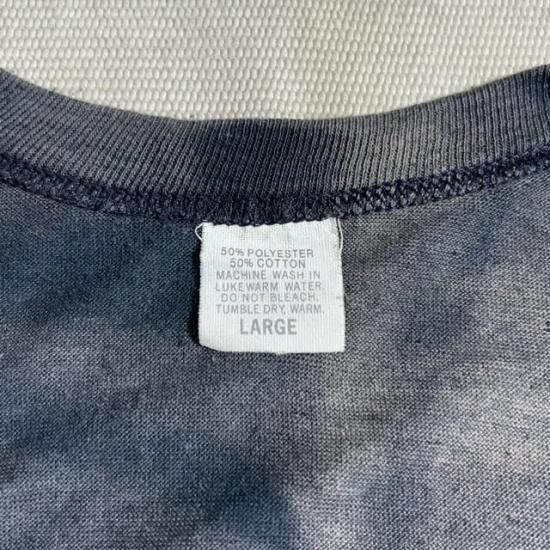 50% POLYESTER
50% COTTON
MACHINE WASH IN
LUKEWARM WATER.
DO NOT BLEACH.
TUMBLE DRY, WARM.
LARGE